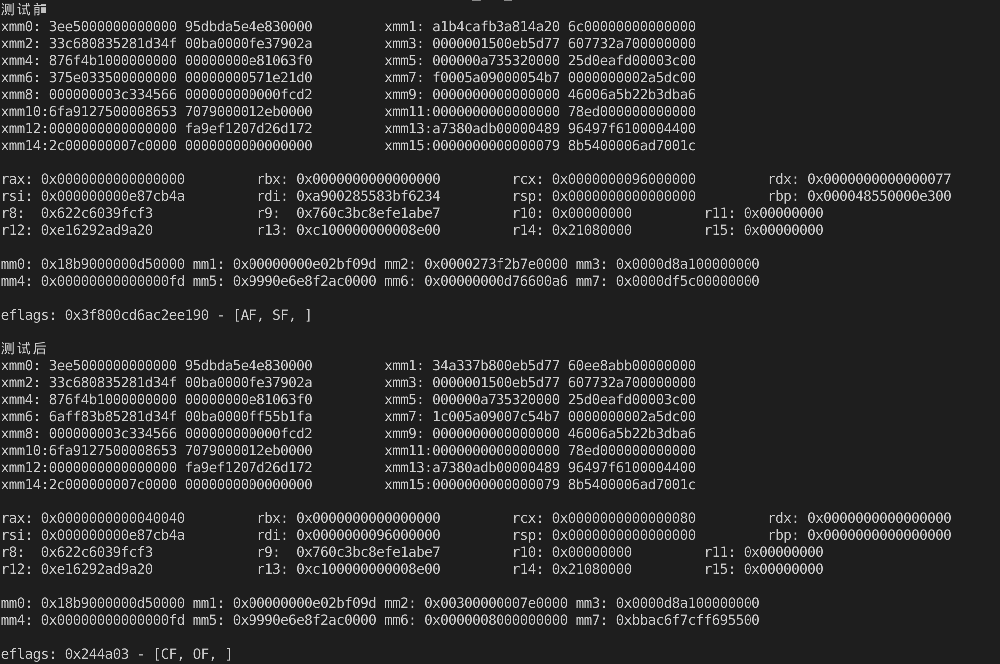 测试前
xmm0: 3ee5000000000000 95dbda5e4e830000         xmm1: a1b4cafb3a814a20 6c00000000000000
xmm2: 33c680835281d34f 00ba0000fe37902a         xmm3: 0000001500eb5d77 607732a700000000
xmm4: 876f4b1000000000 00000000e81063f0         xmm5: 000000a735320000 25d0eafd00003c00
xmm6: 375e033500000000 00000000571e21d0         xmm7: f0005a09000054b7 0000000002a5dc00
xmm8: 000000003c334566 000000000000fcd2         xmm9: 0000000000000000 46006a5b22b3dba6
xmm10:6fa9127500008653 7079000012eb0000         xmm11:0000000000000000 78ed000000000000
xmm12:0000000000000000 fa9ef1207d26d172         xmm13:a7380adb00000489 96497f6100004400
xmm14:2c000000007c0000 0000000000000000         xmm15:0000000000000079 8b5400006ad7001c
rax: 0x0000000000000000         rbx: 0x0000000000000000         rcx: 0x0000000096000000         rdx: 0x0000000000000077
rsi: 0x000000000e87cb4a         rdi: 0xa900285583bf6234         rsp: 0x0000000000000000         rbp: 0x000048550000e300
r8:  0x622c6039fcf3             r9:  0x760c3bc8efe1abe7         r10: 0x00000000         r11: 0x00000000
r12: 0xe16292ad9a20             r13: 0xc100000000008e00         r14: 0x21080000         r15: 0x00000000
mm0: 0x18b9000000d50000 mm1: 0x00000000e02bf09d mm2: 0x0000273f2b7e0000 mm3: 0x0000d8a100000000
mm4: 0x00000000000000fd mm5: 0x9990e6e8f2ac0000 mm6: 0x00000000d76600a6 mm7: 0x0000df5c00000000
eflags: 0x3f800cd6ac2ee190 - [AF, SF, ]
测试后
xmm0: 3ee5000000000000 95dbda5e4e830000         xmm1: 34a337b800eb5d77 60ee8abb00000000
xmm2: 33c680835281d34f 00ba0000fe37902a         xmm3: 0000001500eb5d77 607732a700000000
xmm4: 876f4b1000000000 00000000e81063f0         xmm5: 000000a735320000 25d0eafd00003c00
xmm6: 6aff83b85281d34f 00ba0000ff55b1fa         xmm7: 1c005a09007c54b7 0000000002a5dc00
xmm8: 000000003c334566 000000000000fcd2         xmm9: 0000000000000000 46006a5b22b3dba6
xmm10:6fa9127500008653 7079000012eb0000         xmm11:0000000000000000 78ed000000000000
xmm12:0000000000000000 fa9ef1207d26d172         xmm13:a7380adb00000489 96497f6100004400
xmm14:2c000000007c0000 0000000000000000         xmm15:0000000000000079 8b5400006ad7001c
rax: 0x0000000000040040         rbx: 0x0000000000000000         rcx: 0x0000000000000080         rdx: 0x0000000000000000
rsi: 0x000000000e87cb4a         rdi: 0x0000000096000000         rsp: 0x0000000000000000         rbp: 0x0000000000000000
r8:  0x622c6039fcf3             r9:  0x760c3bc8efe1abe7         r10: 0x00000000         r11: 0x00000000
r12: 0xe16292ad9a20             r13: 0xc100000000008e00         r14: 0x21080000         r15: 0x00000000
mm0: 0x18b9000000d50000 mm1: 0x00000000e02bf09d mm2: 0x00300000007e0000 mm3: 0x0000d8a100000000
mm4: 0x00000000000000fd mm5: 0x9990e6e8f2ac0000 mm6: 0x0000008000000000 mm7: 0xbbac6f7cff695500
eflags: 0x244a03 - [CF, OF, ]